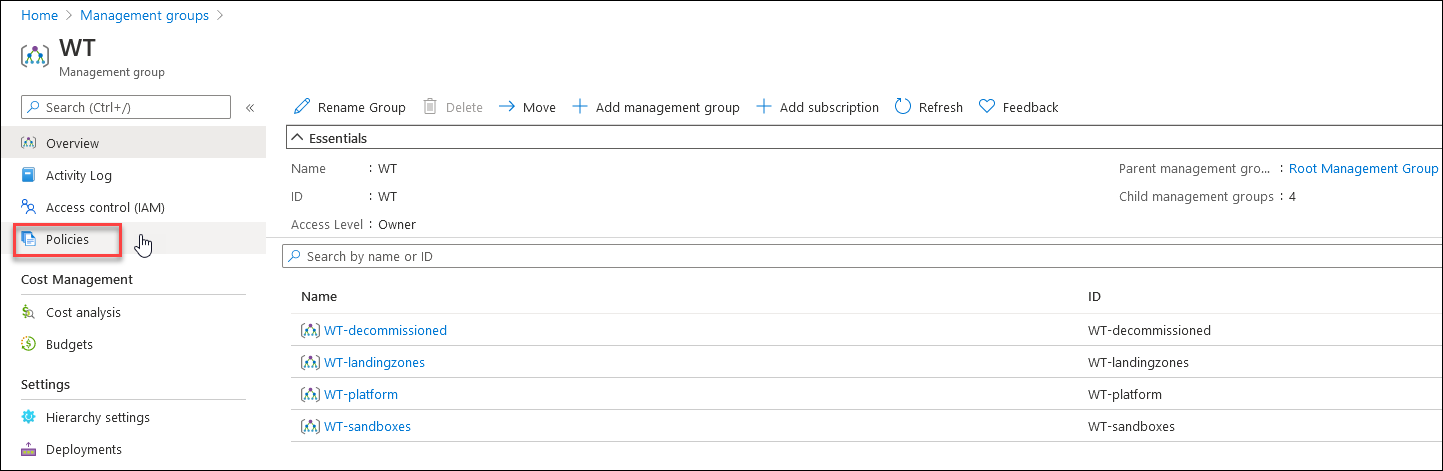 Home > Management groups >
WT
Management group
Search (Ctrl+/) «
Rename Group Delete Move Add management group Add subscription Refresh Feedback
Overview
Activity Log
Access control (IAM)
Policies
Cost Management
Cost analysis
Budgets
Settings
Hierarchy settings
Deployments
Essentials
Name : WT Parent management gro... : Root Management Group
ID : WT Child management groups : 4
Access Level : Owner
Search by name or ID
Name ID
WT-decommissioned WT-decommissioned
WT-landingzones WT-landingzones
WT-platform WT-platform
WT-sandboxes WT-sandboxes